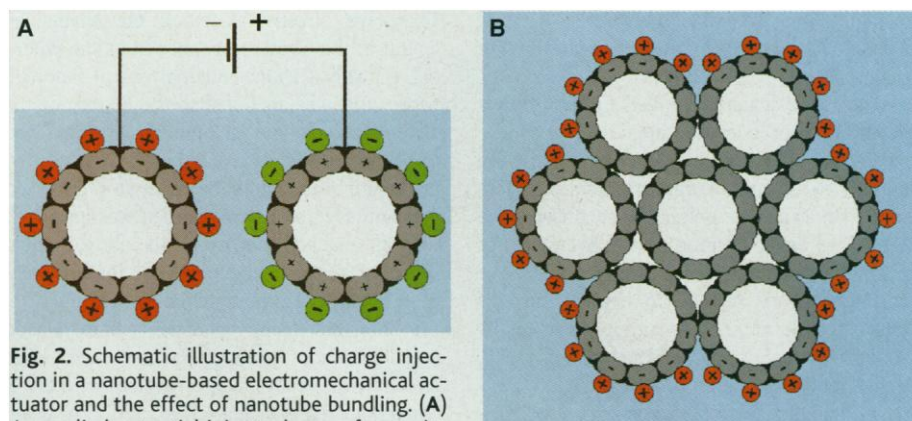 A
− +
B
Fig. 2. Schematic illustration of charge injec-
tion in a nanotube-based electromechanical ac-
tuator and the effect of nanotube bundling. (A)